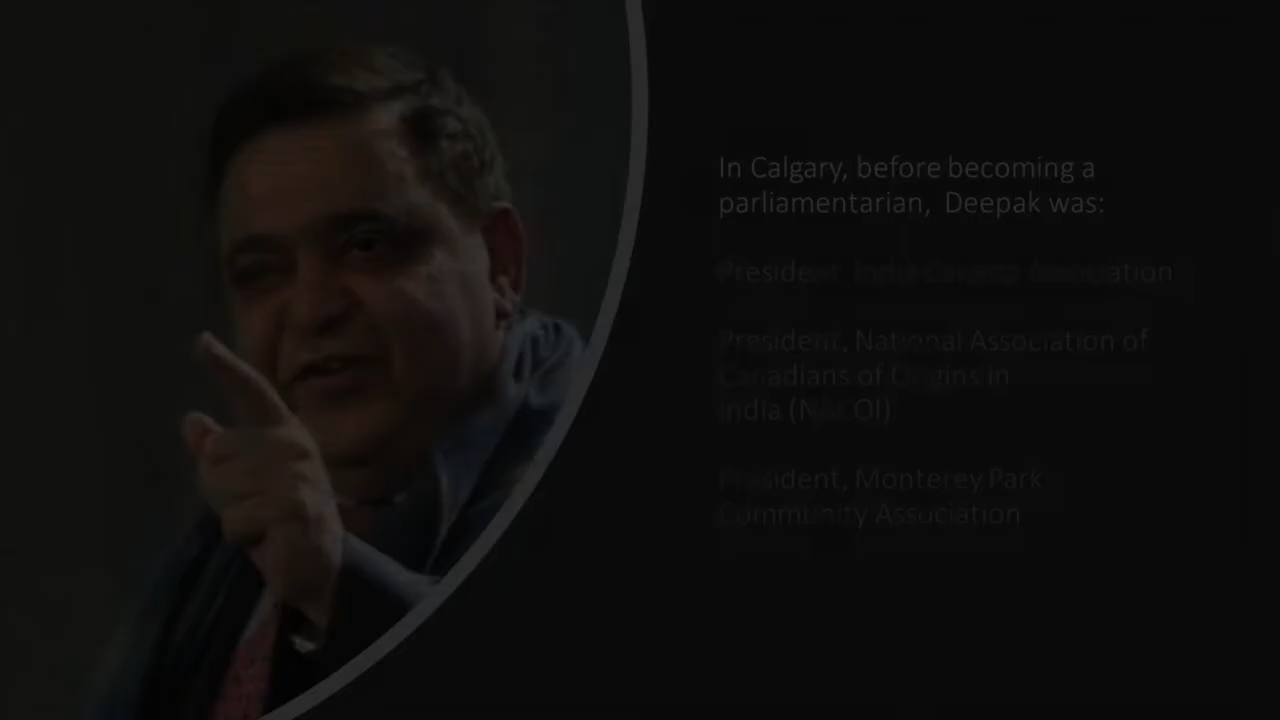 In Calgary, before becoming a
parliamentarian, Deepak was:
President, India Canada Association
President, National Association of
Canadians of Origins in
India (NACOI)
President, Monterey Park
Community Association